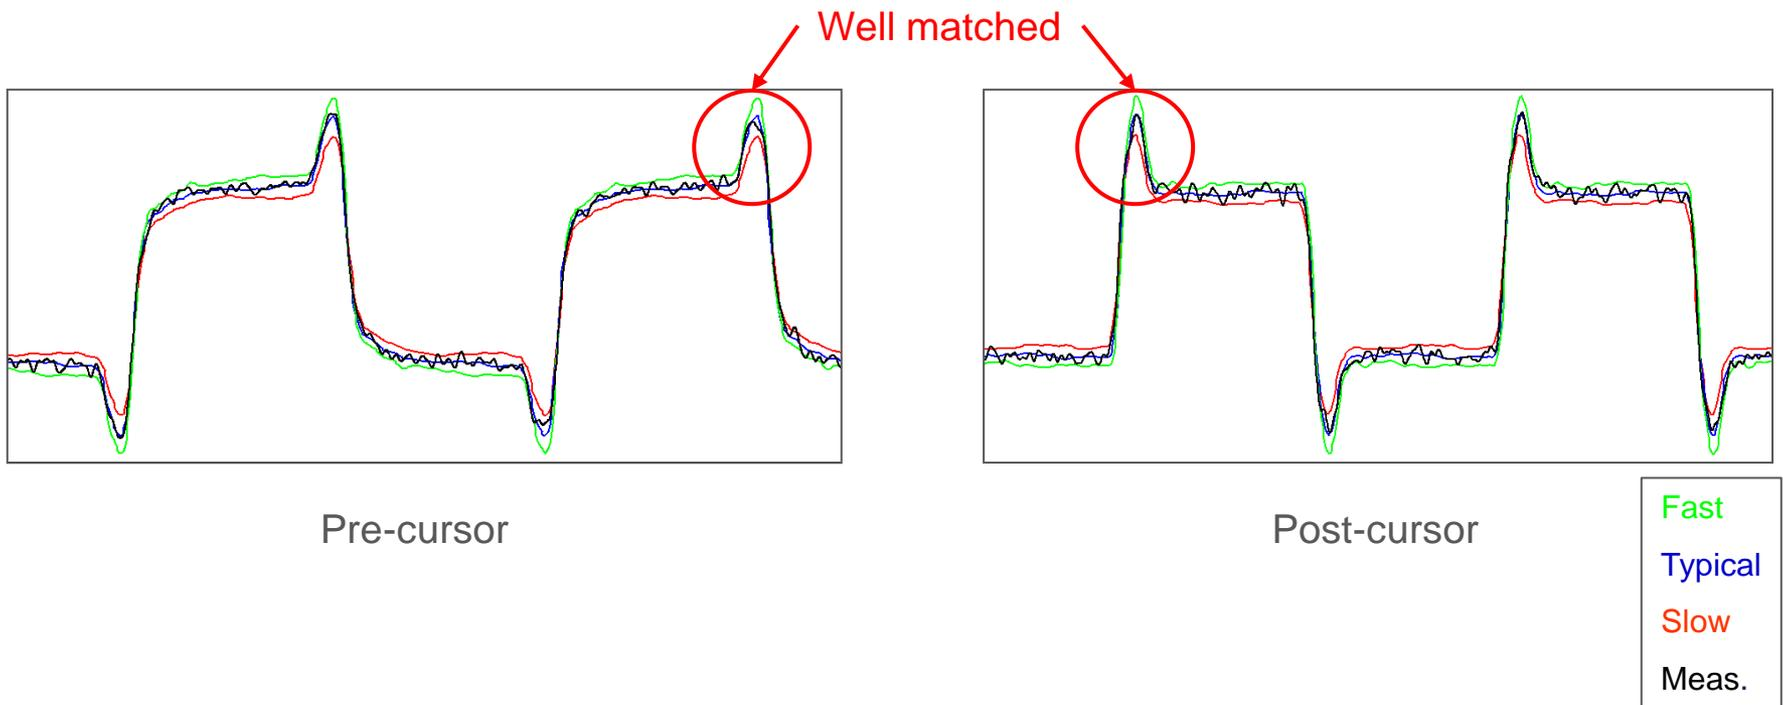 Well matched
Pre-cursor
Post-cursor
Fast
Typical
Slow
Meas.